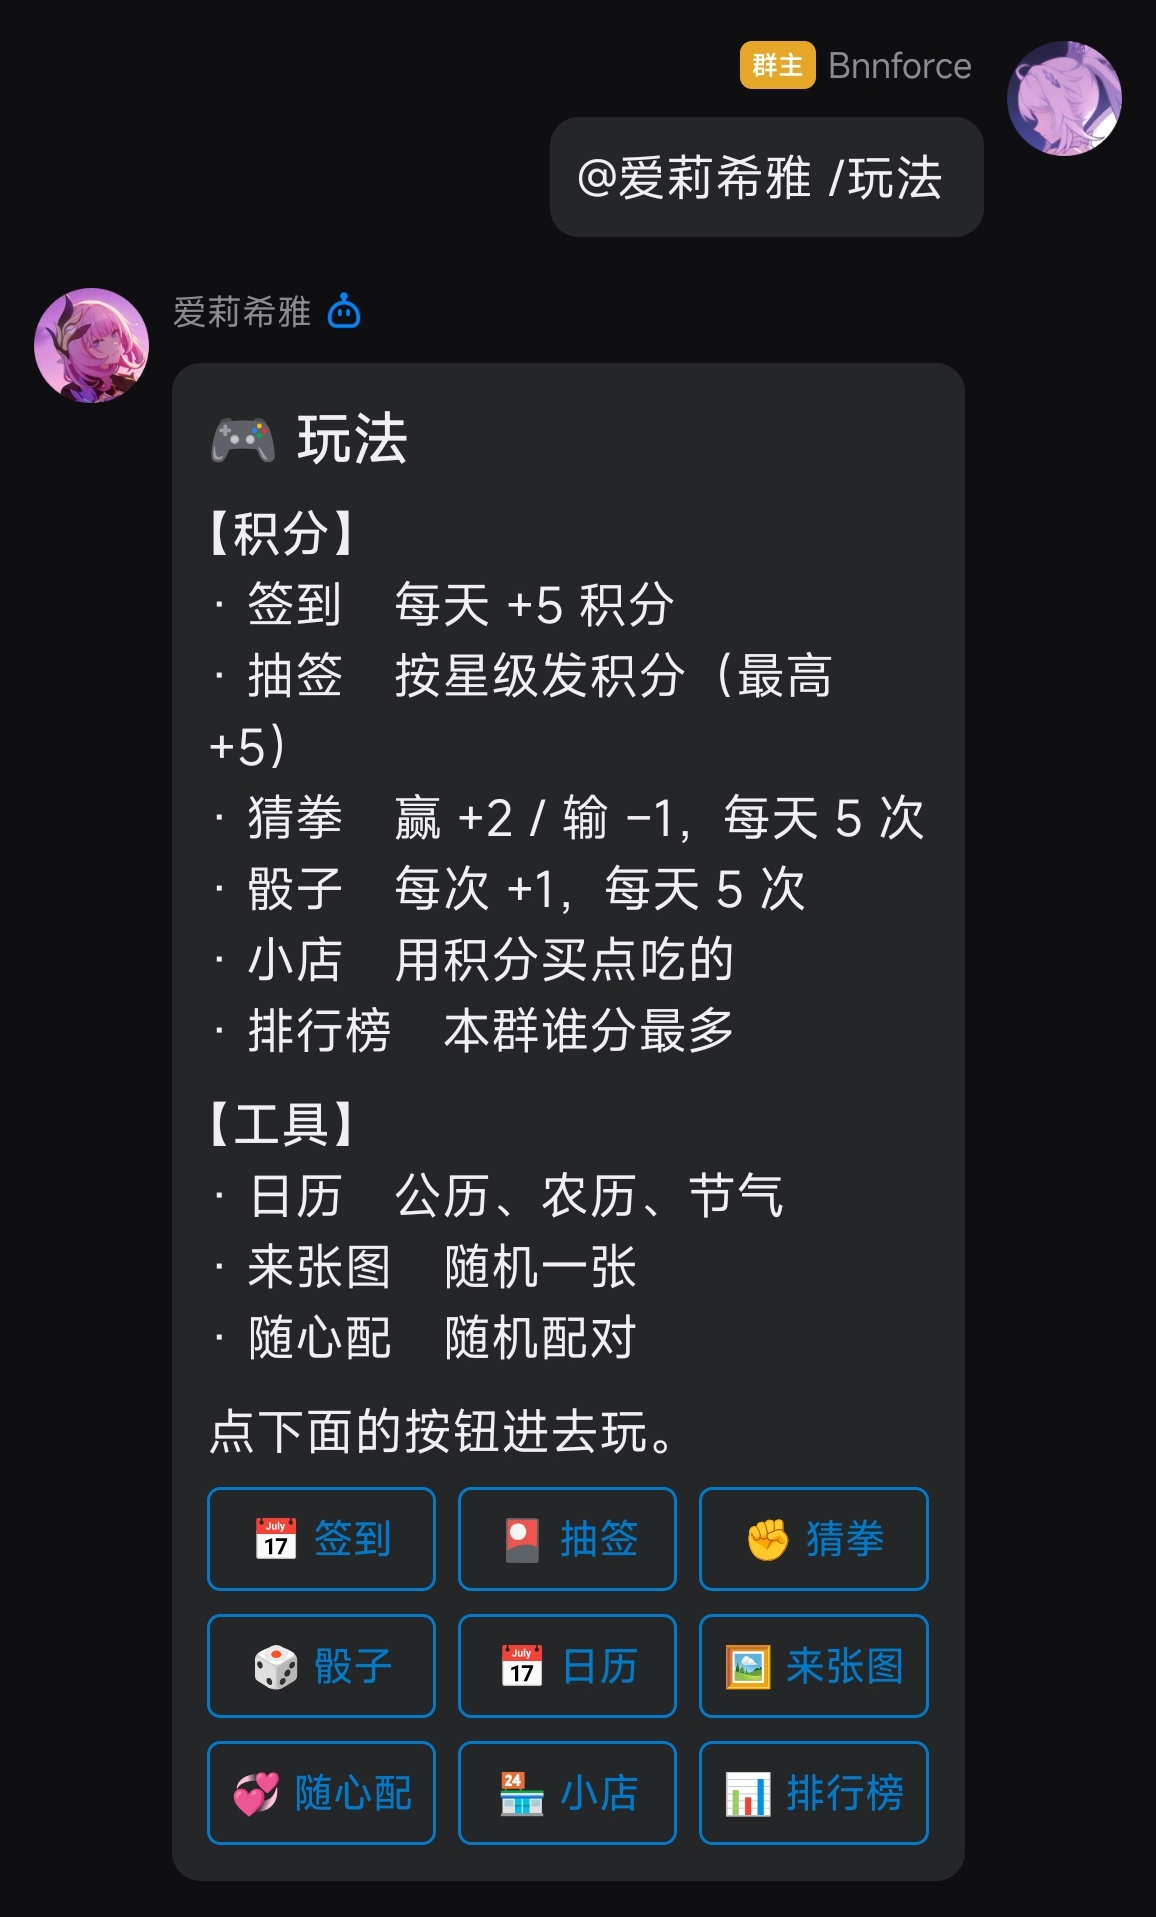 群主 Bnnforce
@爱莉希雅 /玩法
爱莉希雅
🎮 玩法
【积分】
· 签到　每天 +5 积分
· 抽签　按星级发积分（最高
+5）
· 猜拳　赢 +2 / 输 −1，每天 5 次
· 骰子　每次 +1，每天 5 次
· 小店　用积分买点吃的
· 排行榜　本群谁分最多
【工具】
· 日历　公历、农历、节气
· 来张图　随机一张
· 随心配　随机配对
点下面的按钮进去玩。
📅 签到 🎴 抽签 ✊ 猜拳
🎲 骰子 📅 日历 🖼️ 来张图
💞 随心配 🏪 小店 📊 排行榜